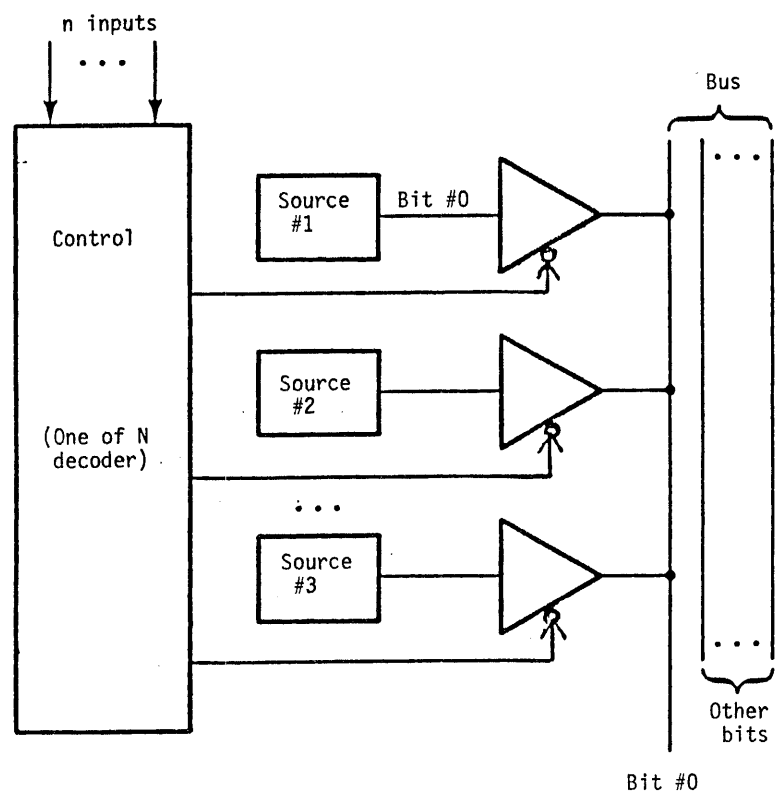 n inputs
• • •
Bus
• • •
Source
#1
Bit #0
Control
Source
#2
(One of N
decoder)
• • •
Source
#3
• • •
Other
bits
Bit #0